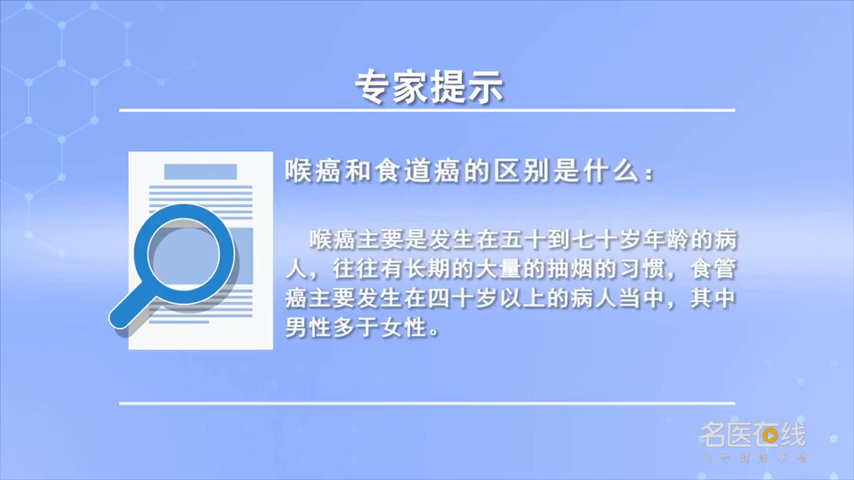 专家提示
喉癌和食道癌的区别是什么：
喉癌主要是发生在五十到七十岁年龄的病
人，往往有长期的大量的抽烟的习惯，食管
癌主要发生在四十岁以上的病人当中，其中
男性多于女性。
名医在线